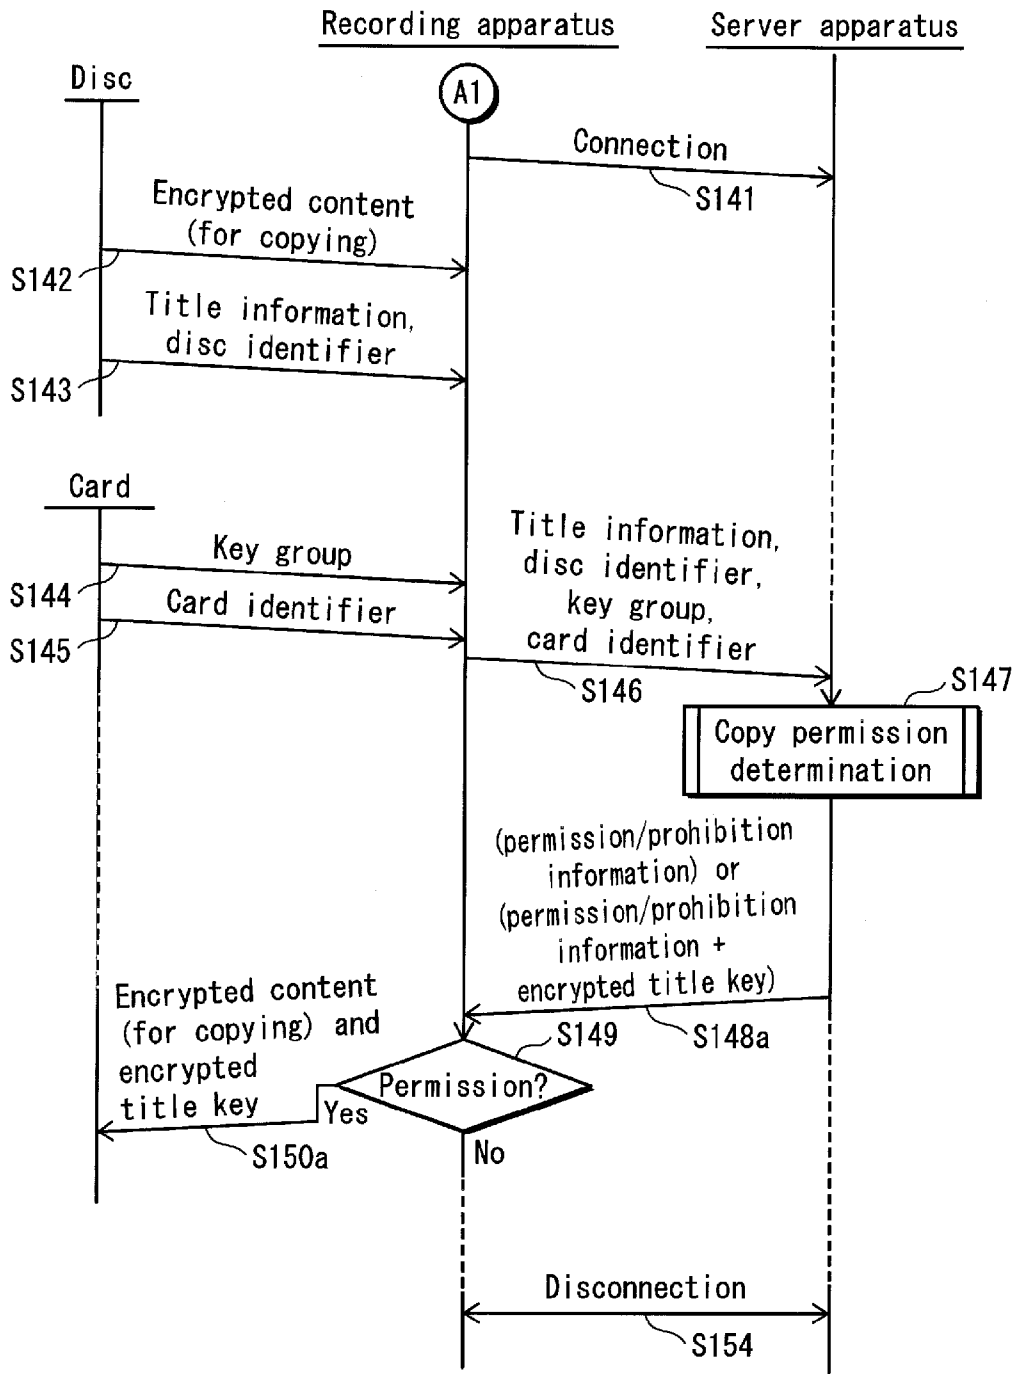 Recording apparatus
Server apparatus
Disc
A1
Connection
S141
Encrypted content
(for copying)
S142
Title information,
disc identifier
S143
Card
Key group
S144
Card identifier
S145
Title information,
disc identifier,
key group,
card identifier
S146
S147
Copy permission
determination
(permission/prohibition
information) or
(permission/prohibition
information +
encrypted title key)
S148a
Encrypted content
(for copying) and
encrypted
title key
S149
Permission?
Yes
S150a
No
Disconnection
S154